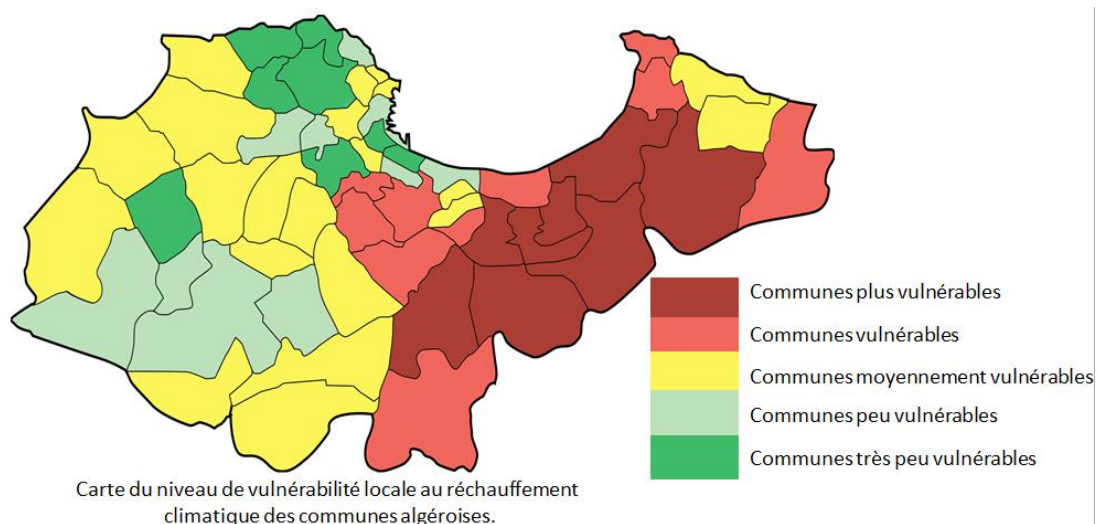 Communes plus vulnérables
Communes vulnérables
Communes moyennement vulnérables
Communes peu vulnérables
Communes très peu vulnérables
Carte du niveau de vulnérabilité locale au réchauffement
climatique des communes algéroises.